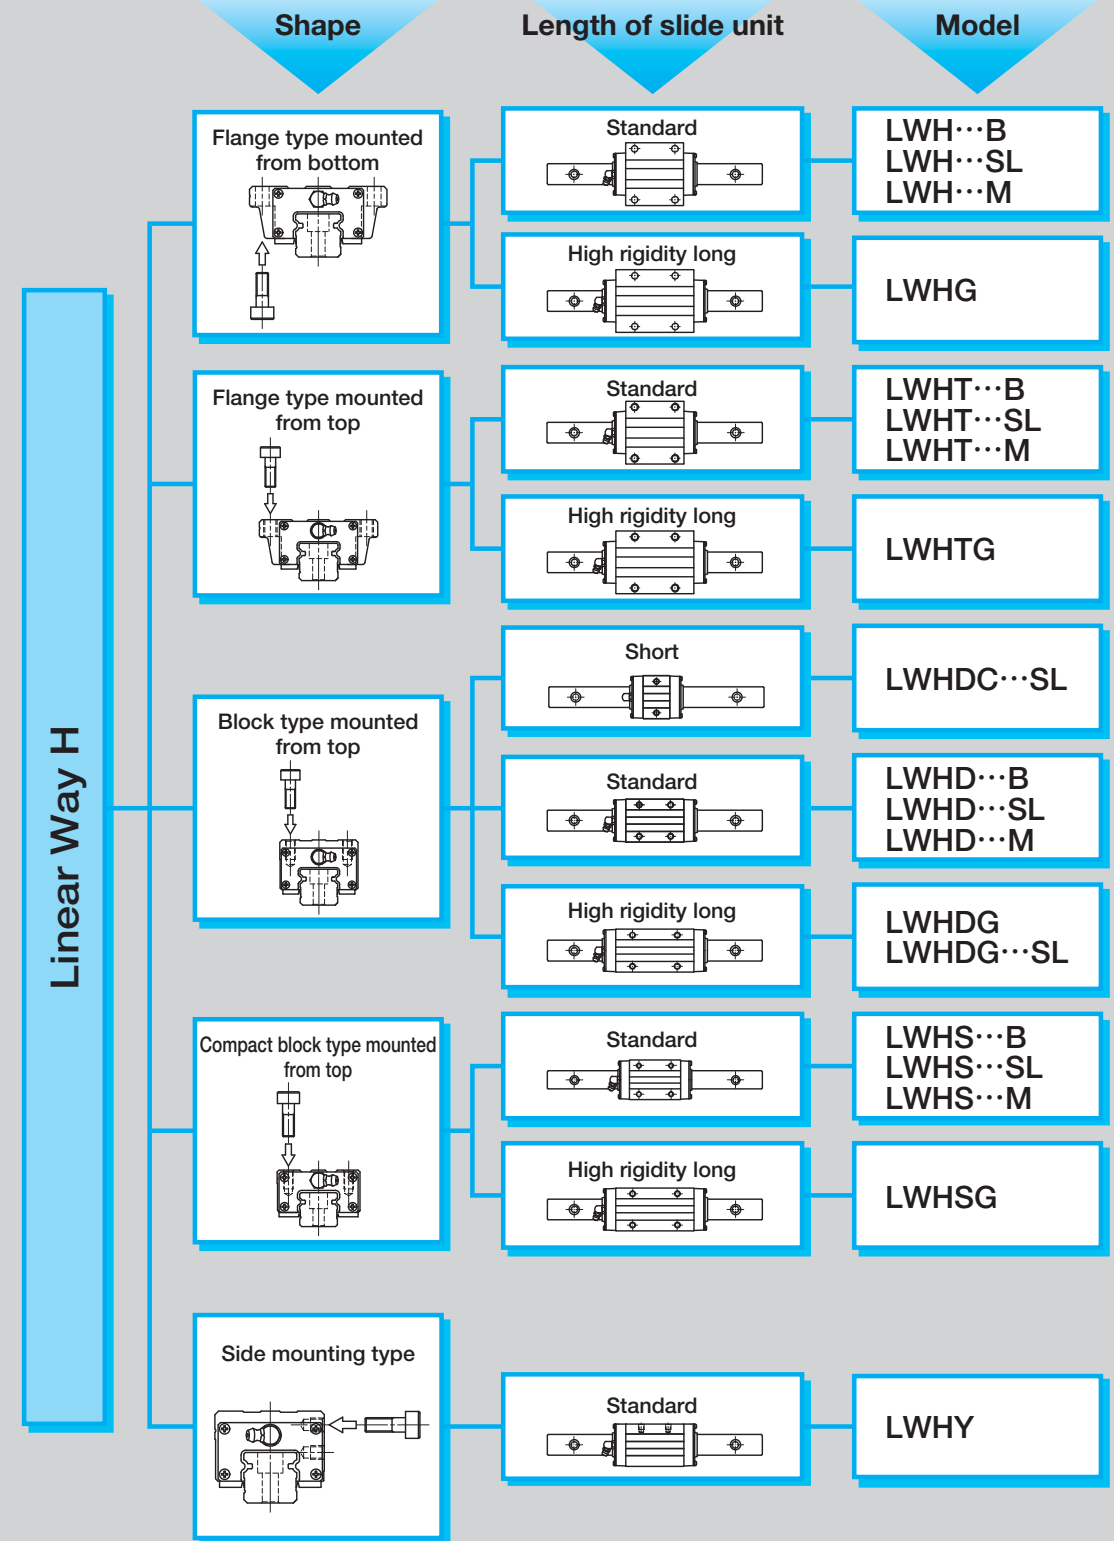 Shape
Length of slide unit
Model
Linear Way H
Flange type mounted
from bottom
Standard
LWH···B
LWH···SL
LWH···M
High rigidity long
LWHG
Flange type mounted
from top
Standard
LWHT···B
LWHT···SL
LWHT···M
High rigidity long
LWHTG
Block type mounted
from top
Short
LWHDC···SL
Standard
LWHD···B
LWHD···SL
LWHD···M
High rigidity long
LWHDG
LWHDG···SL
Compact block type mounted
from top
Standard
LWHS···B
LWHS···SL
LWHS···M
High rigidity long
LWHSG
Side mounting type
Standard
LWHY